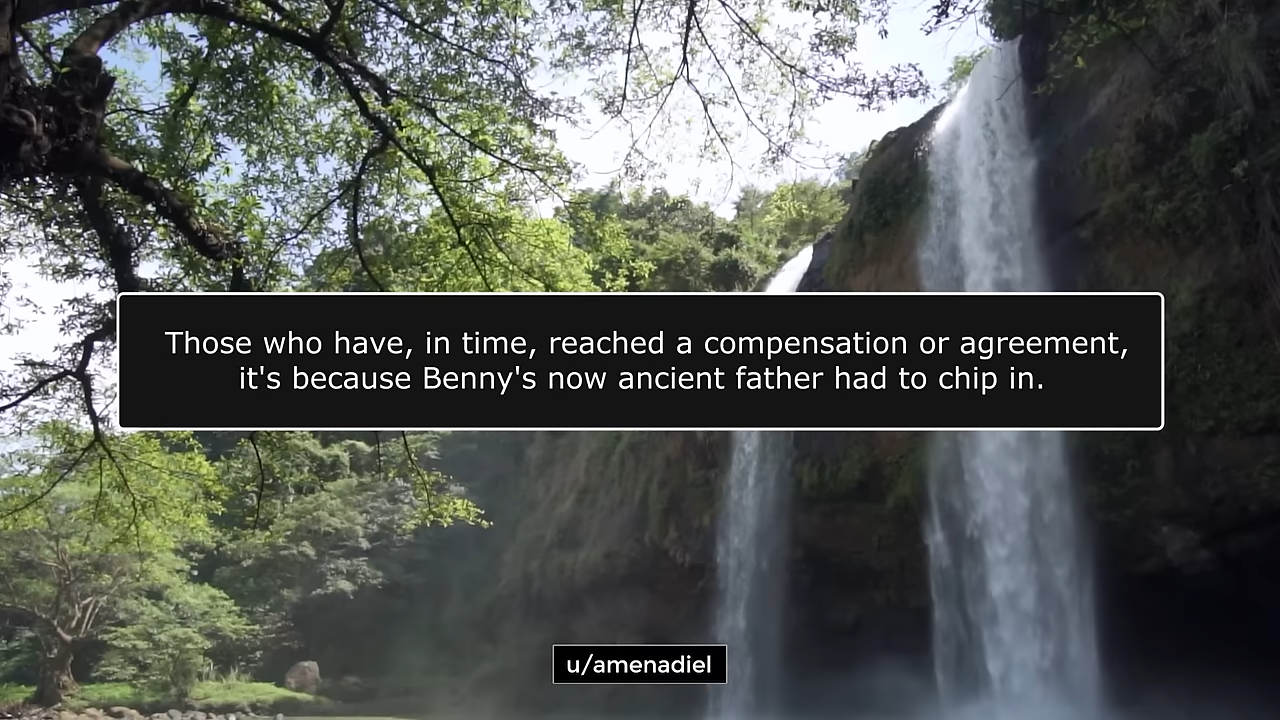 Those who have, in time, reached a compensation or agreement,
it's because Benny's now ancient father had to chip in.
u/amenadiel